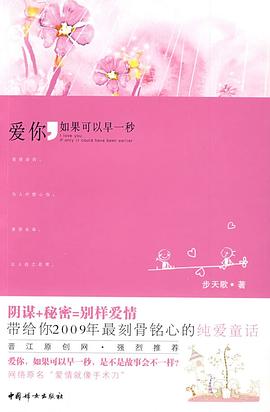 爱你，如果可以早一秒
I love you
If only it could have been earlier
步天歌·著
阴谋+秘密=别样爱情
带给你2009年最刻骨铭心的纯爱童话
晋江原创网·强烈推荐
爱你，如果可以早一秒，是不是故事会不一样？
网络原名“爱情就像手术刀”
中国妇女出版社